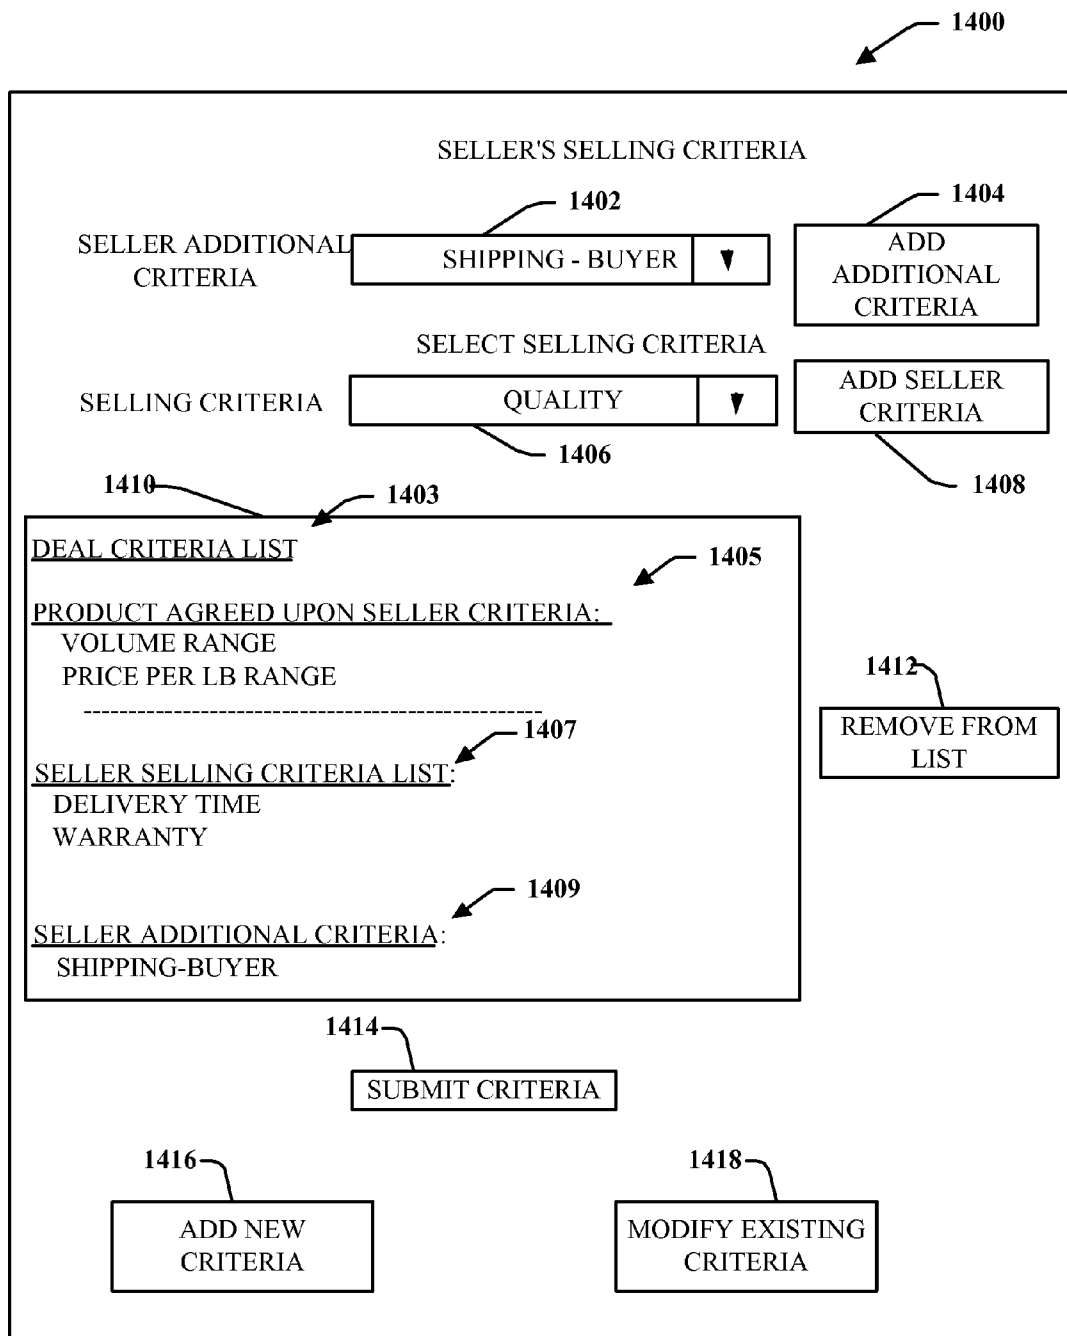 1400
SELLER'S SELLING CRITERIA
1402
1404
SELLER ADDITIONAL
CRITERIA
SHIPPING - BUYER
ADD
ADDITIONAL
CRITERIA
SELECT SELLING CRITERIA
SELLING CRITERIA
QUALITY
ADD SELLER
CRITERIA
1406
1408
1410
1403
DEAL CRITERIA LIST
1405
PRODUCT AGREED UPON SELLER CRITERIA:
VOLUME RANGE
PRICE PER LB RANGE
---------------------------------------------------
1412
REMOVE FROM
LIST
1407
SELLER SELLING CRITERIA LIST:
DELIVERY TIME
WARRANTY
1409
SELLER ADDITIONAL CRITERIA:
SHIPPING-BUYER
1414
SUBMIT CRITERIA
1416
ADD NEW
CRITERIA
1418
MODIFY EXISTING
CRITERIA